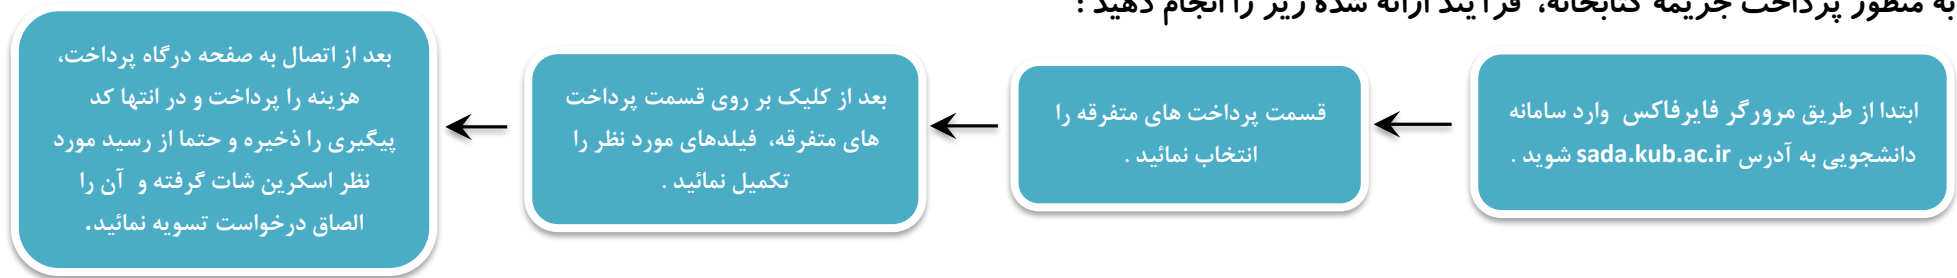 به منظور پرداخت جریمه کتابخانه، فرآیند ارائه شده زیر را انجام دهید :
ابتدا از طریق مرورگر فایرفاکس وارد سامانه
دانشجویی به آدرس sada.kub.ac.ir شوید .
قسمت پرداخت های متفرقه را
انتخاب نمائید .
بعد از کلیک بر روی قسمت پرداخت
های متفرقه، فیلدهای مورد نظر را
تکمیل نمائید .
بعد از اتصال به صفحه درگاه پرداخت،
هزینه را پرداخت و در انتها کد
پیگیری را ذخیره و حتما از رسید مورد
نظر اسکرین شات گرفته و آن را
الصاق درخواست تسویه نمائید.